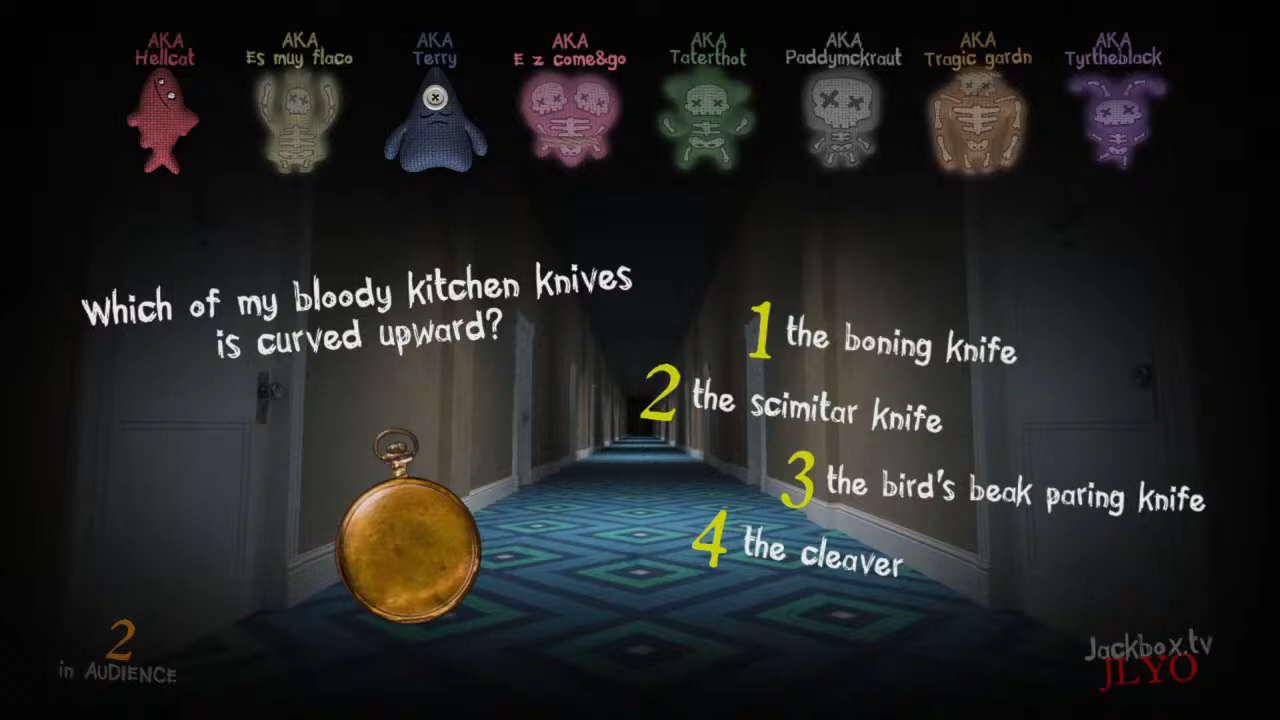 AKA
Hellcat
AKA
Es muy flaco
AKA
Terry
AKA
E z come&go
AKA
Taterthot
AKA
Paddymckraut
AKA
Tragic gardn
AKA
Tyrtheblack
Which of my bloody kitchen knives
is curved upward?
1 the boning knife
2 the scimitar knife
3 the bird's beak paring knife
4 the cleaver
2
in AUDIENCE
Jackbox.tv
JLYO